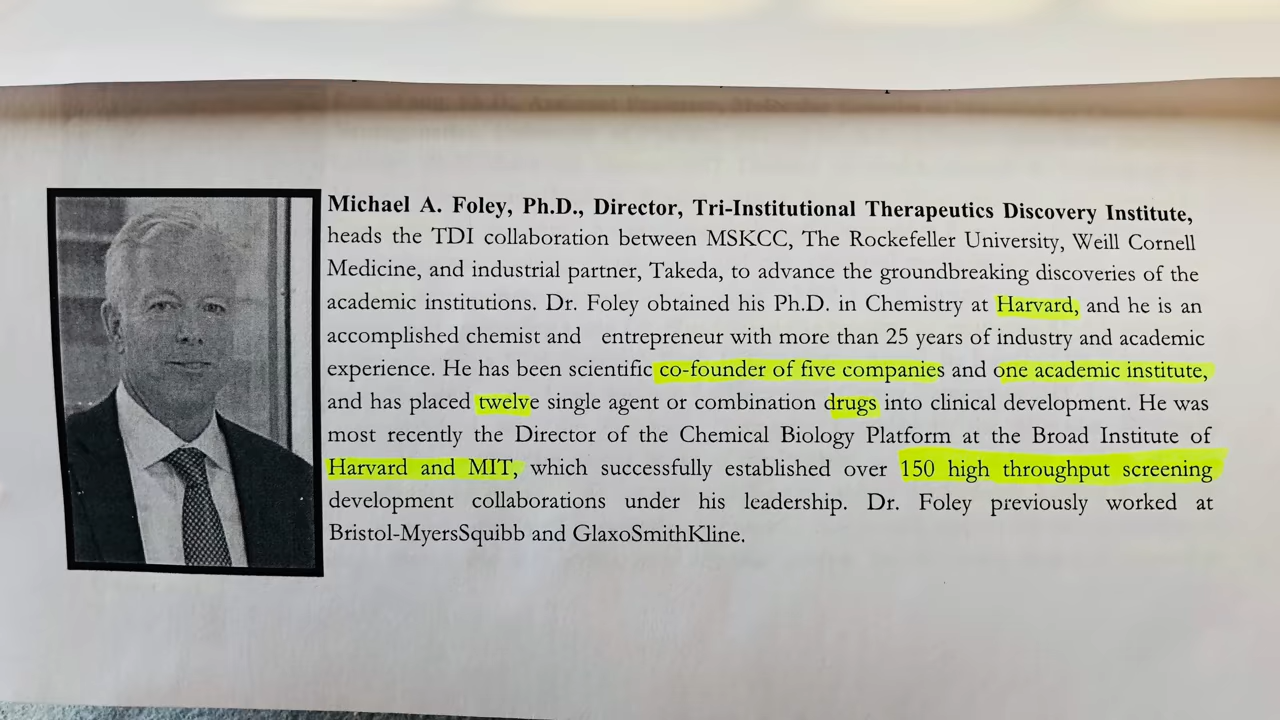 Michael A. Foley, Ph.D., Director, Tri-Institutional Therapeutics Discovery Institute,
heads the TDI collaboration between MSKCC, The Rockefeller University, Weill Cornell
Medicine, and industrial partner, Takeda, to advance the groundbreaking discoveries of the
academic institutions. Dr. Foley obtained his Ph.D. in Chemistry at Harvard, and he is an
accomplished chemist and entrepreneur with more than 25 years of industry and academic
experience. He has been scientific co-founder of five companies and one academic institute,
and has placed twelve single agent or combination drugs into clinical development. He was
most recently the Director of the Chemical Biology Platform at the Broad Institute of
Harvard and MIT, which successfully established over 150 high throughput screening
development collaborations under his leadership. Dr. Foley previously worked at
Bristol-MyersSquibb and GlaxoSmithKline.